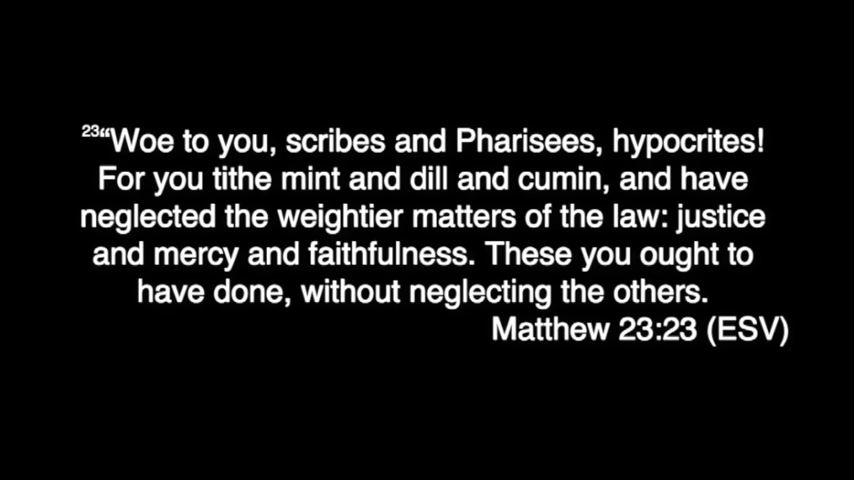 23“Woe to you, scribes and Pharisees, hypocrites!
For you tithe mint and dill and cumin, and have
neglected the weightier matters of the law: justice
and mercy and faithfulness. These you ought to
have done, without neglecting the others.
Matthew 23:23 (ESV)